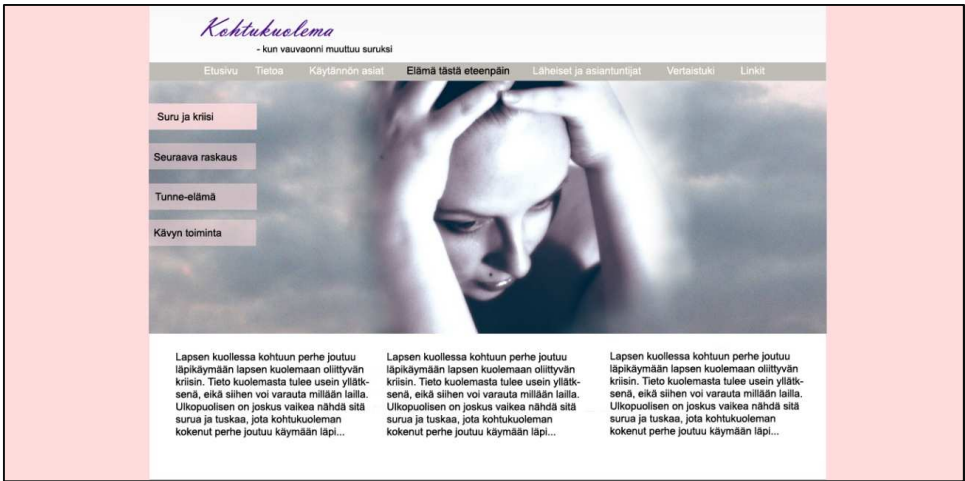 Kohtukuolema
- kun vauvaonni muuttuu suruksi
Etusivu Tietoa Käytännön asiat Elämä tästä eteenpäin Läheiset ja asiantuntijat Vertaistuki Linkit
Suru ja kriisi
Seuraava raskaus
Tunne-elämä
Kävyn toiminta
Lapsen kuollessa kohtuun perhe joutuu
läpikäymään lapsen kuolemaan oliittyvän
kriisin. Tieto kuolemasta tulee usein yllätk-
senä, eikä siihen voi varauta millään lailla.
Ulkopuolisen on joskus vaikea nähdä sitä
surua ja tuskaa, jota kohtukuoleman
kokenut perhe joutuu käymään läpi...
Lapsen kuollessa kohtuun perhe joutuu
läpikäymään lapsen kuolemaan oliittyvän
kriisin. Tieto kuolemasta tulee usein yllätk-
senä, eikä siihen voi varauta millään lailla.
Ulkopuolisen on joskus vaikea nähdä sitä
surua ja tuskaa, jota kohtukuoleman
kokenut perhe joutuu käymään läpi...
Lapsen kuollessa kohtuun perhe joutuu
läpikäymään lapsen kuolemaan oliittyvän
kriisin. Tieto kuolemasta tulee usein yllätk-
senä, eikä siihen voi varauta millään lailla.
Ulkopuolisen on joskus vaikea nähdä sitä
surua ja tuskaa, jota kohtukuoleman
kokenut perhe joutuu käymään läpi...